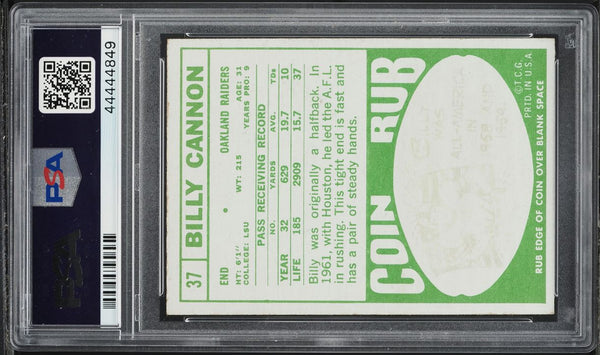 PSA
44444849
37 BILLY CANNON
END • OAKLAND RAIDERS
HT: 6'1" WT: 215 AGE: 31
COLLEGE: LSU YEARS PRO: 9
PASS RECEIVING RECORD
NO. YARDS AVG. TDs
YEAR 32 629 19.7 10
LIFE 185 2909 15.7 37
Billy was originally a halfback. In
1961, with Houston, he led the A.F.L.
in rushing. This tight end is fast and
has a pair of steady hands.
COIN RUB
RUB EDGE OF COIN OVER BLANK SPACE
©T.C.G.
PRTD. IN U.S.A.